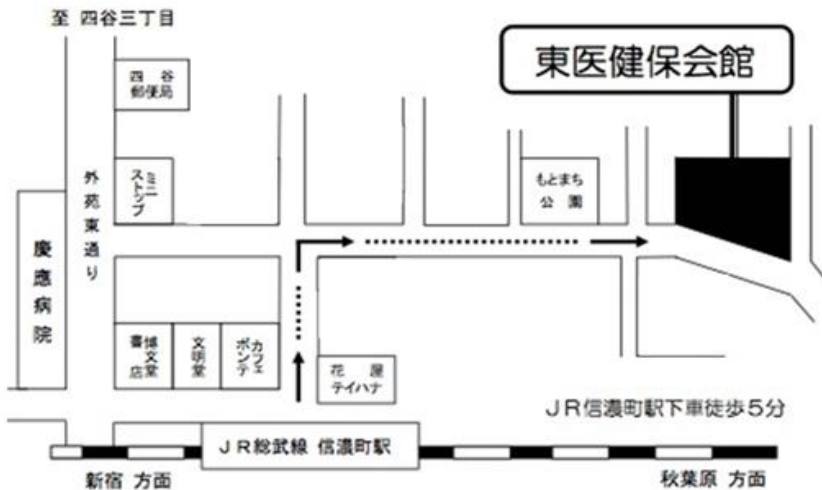 至 四谷三丁目
四谷
郵便局
東医健保会館
ミニ
ストップ
もとまち
公園
外苑東通り
慶應病院
博文堂
書店
文明堂
カフェ
ポンテ
花屋
テイハナ
JR信濃町駅下車徒歩5分
JR総武線 信濃町駅
新宿 方面
秋葉原 方面